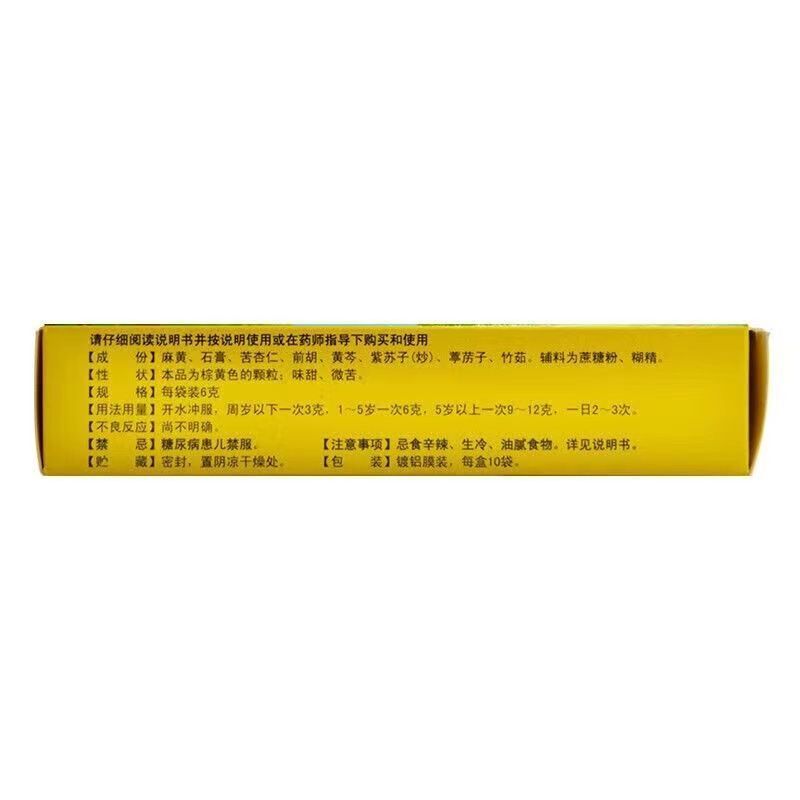 请仔细阅读说明书并按说明使用或在药师指导下购买和使用
【成 份】麻黄、石膏、苦杏仁、前胡、黄芩、紫苏子(炒)、葶苈子、竹茹。辅料为蔗糖粉、糊精。
【性 状】本品为棕黄色的颗粒；味甜、微苦。
【规 格】每袋装6克
【用法用量】开水冲服，周岁以下一次3克，1～5岁一次6克，5岁以上一次9～12克，一日2～3次。
【不良反应】尚不明确。
【禁 忌】糖尿病患儿禁服。 【注意事项】忌食辛辣、生冷、油腻食物。详见说明书。
【贮 藏】密封，置阴凉干燥处。 【包 装】镀铝膜装，每盒10袋。